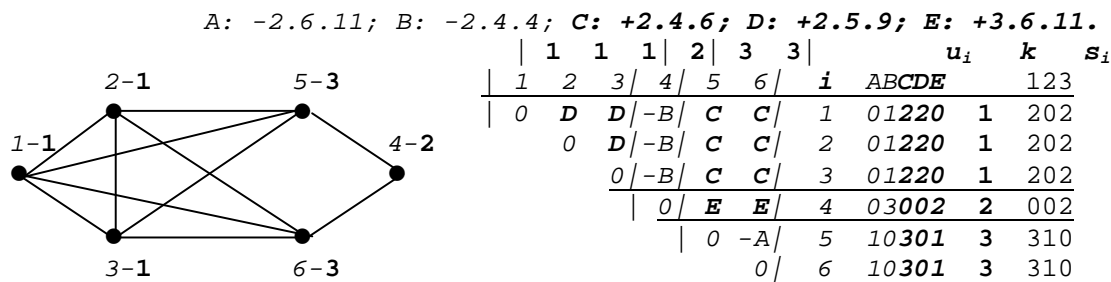 A: -2.6.11; B: -2.4.4; C: +2.4.6; D: +2.5.9; E: +3.6.11.
| 1 1 1| 2| 3 3| ui k si
2-1 5-3 | 1 2 3| 4| 5 6| i ABCDE 123
| 0 D D|-B| C C| 1 01220 1 202
1-1 4-2 0 D|-B| C C| 2 01220 1 202
0|-B| C C| 3 01220 1 202
| 0| E E| 4 03002 2 002
| 0 -A| 5 10301 3 310
3-1 6-3 0| 6 10301 3 310